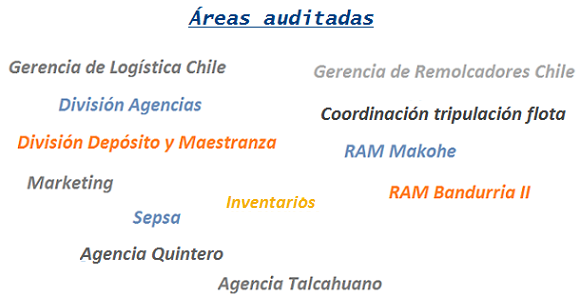 Áreas auditadas
Gerencia de Logística Chile
Gerencia de Remolcadores Chile
División Agencias
Coordinación tripulación flota
División Depósito y Maestranza
RAM Makohe
Marketing
RAM Bandurria II
Inventarios
Sepsa
Agencia Quintero
Agencia Talcahuano